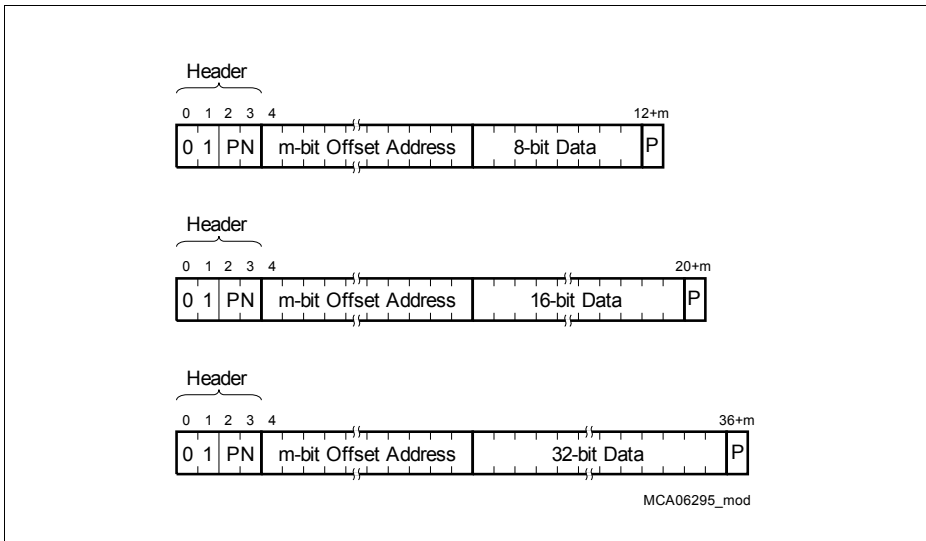 Header
0 1 2 3 4 12+m
0 1 PN m-bit Offset Address 8-bit Data P
Header
0 1 2 3 4 20+m
0 1 PN m-bit Offset Address 16-bit Data P
Header
0 1 2 3 4 36+m
0 1 PN m-bit Offset Address 32-bit Data P
MCA06295_mod